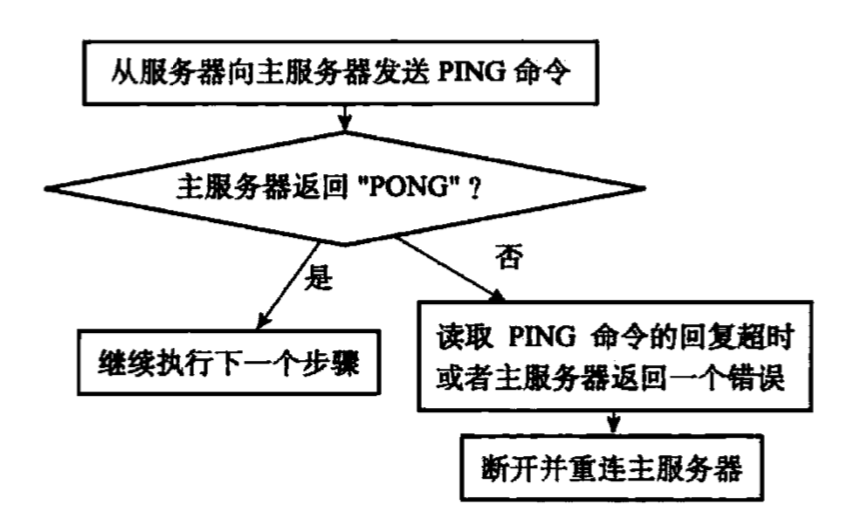 从服务器向主服务器发送 PING 命令
主服务器返回 "PONG" ?
是
否
继续执行下一个步骤
读取 PING 命令的回复超时
或者主服务器返回一个错误
断开并重连主服务器